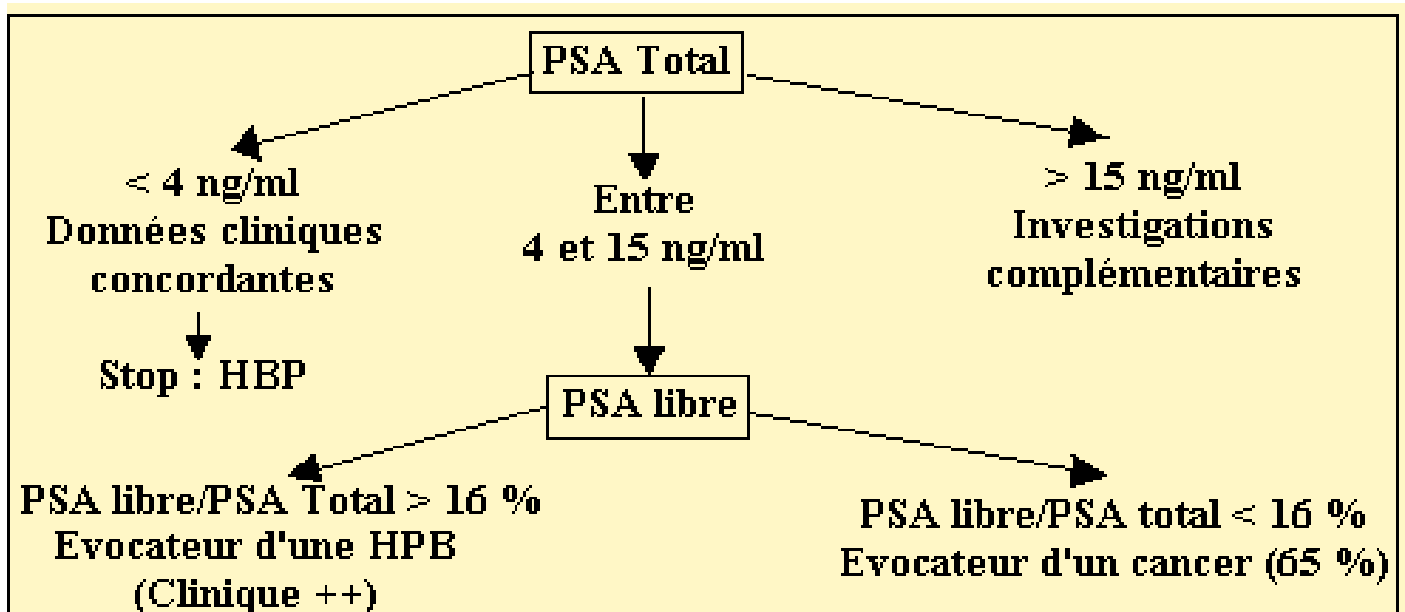 PSA Total
< 4 ng/ml
Données cliniques
concordantes
Stop : HBP
Entre
4 et 15 ng/ml
> 15 ng/ml
Investigations
complémentaires
PSA libre
PSA libre/PSA Total > 16 %
Evocateur d'une HPB
(Clinique ++)
PSA libre/PSA total < 16 %
Evocateur d'un cancer (65 %)